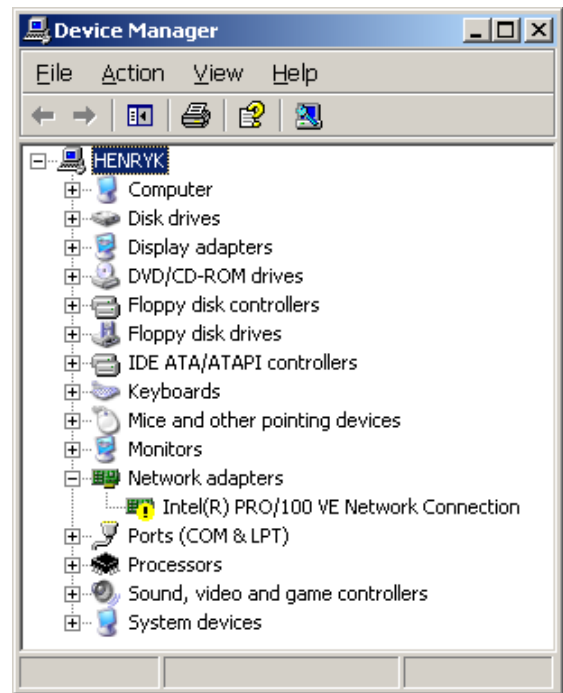 Device Manager
File Action View Help
HENRYK
Computer
Disk drives
Display adapters
DVD/CD-ROM drives
Floppy disk controllers
Floppy disk drives
IDE ATA/ATAPI controllers
Keyboards
Mice and other pointing devices
Monitors
Network adapters
Intel(R) PRO/100 VE Network Connection
Ports (COM & LPT)
Processors
Sound, video and game controllers
System devices